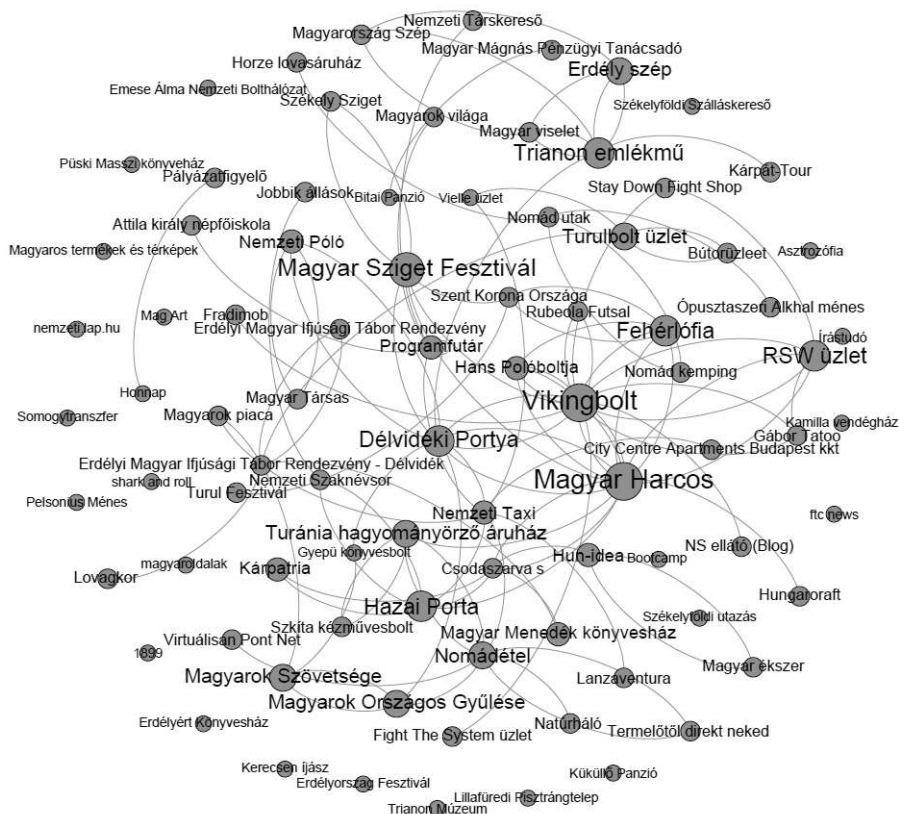 Nemzeti Társkereső
Magyarország Szép
Magyar Mágnás Pénzügyi Tanácsadó
Horze lovasáruház
Erdély szép
Emese Álma Nemzeti Bolthálózat
Székely Sziget
Székelyföldi Szálláskereső
Magyarok világa
Magyar viselet
Trianon emlékmű
Püski Masszi könyveház
Pályázatfigyelő
Kárpát-Tour
Jobbik állások
Bitai Panzió
Vielle üzlet
Stay Down Fight Shop
Attila király népfőiskola
Nomád utak
Magyaros termékek és térképek
Nemzeti Póló
Turulbolt üzlet
Bútorüzleet
Asztrozófia
Magyar Sziget Fesztivál
Szent Korona Országa
Ópusztaszeri Alkhal ménes
Mag Art
Fradimob
Rubeola Futsal
nemzeti lap.hu
Erdélyi Magyar Ifjúsági Tábor Rendezvény
Fehérlófia
Írástudó
Programfutár
RSW üzlet
Hans Polóboltja
Nomád kemping
Honnap
Vikingbolt
Magyar Társas
Somogytranszfer
Magyarok piaca
Kamilla vendégház
Délvidéki Portya
Gábor Tatoo
City Centre Apartments Budapest kkt
Erdélyi Magyar Ifjúsági Tábor Rendezvény - Délvidék
shark and roll
Nemzeti Szaknévsor
Magyar Harcos
Turul Fesztivál
Pelsonius Ménes
Nemzeti Taxi
ftc news
Turánia hagyományörző áruház
Gyepü könyvesbolt
Hun-idea
Bootcamp
NS ellátó (Blog)
magyaroldalak
Kárpatria
Csodaszarva s
Lovagkor
Hungaroraft
Hazai Porta
Székelyföldi utazás
Szkíta kézművesbolt
Magyar Menedék könyvesház
Virtuálisán Pont Net
1899
Nomádétel
Magyar ékszer
Magyarok Szövetsége
Lanzaventura
Magyarok Országos Gyűlése
Erdélyért Könyvesház
Natúrháló
Termelőtől direkt neked
Fight The System üzlet
Kerecsen íjász
Küküllő Panzió
Erdélyország Fesztivál
Lillafüredi Pisztrángtelep
Trianon Múzeum